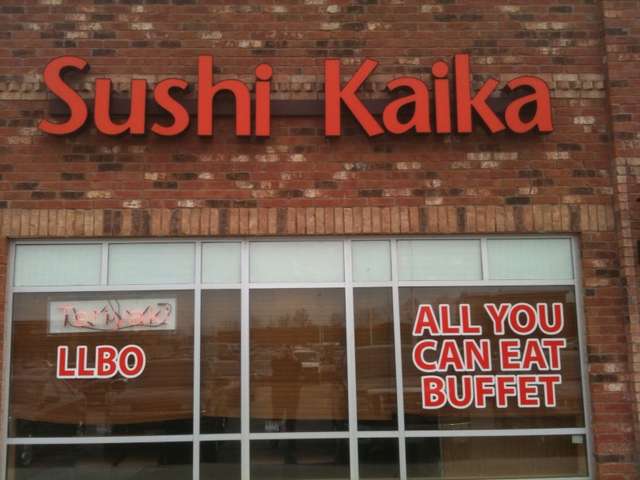 Sushi Kaika
LLBO
ALL YOU
CAN EAT
BUFFET